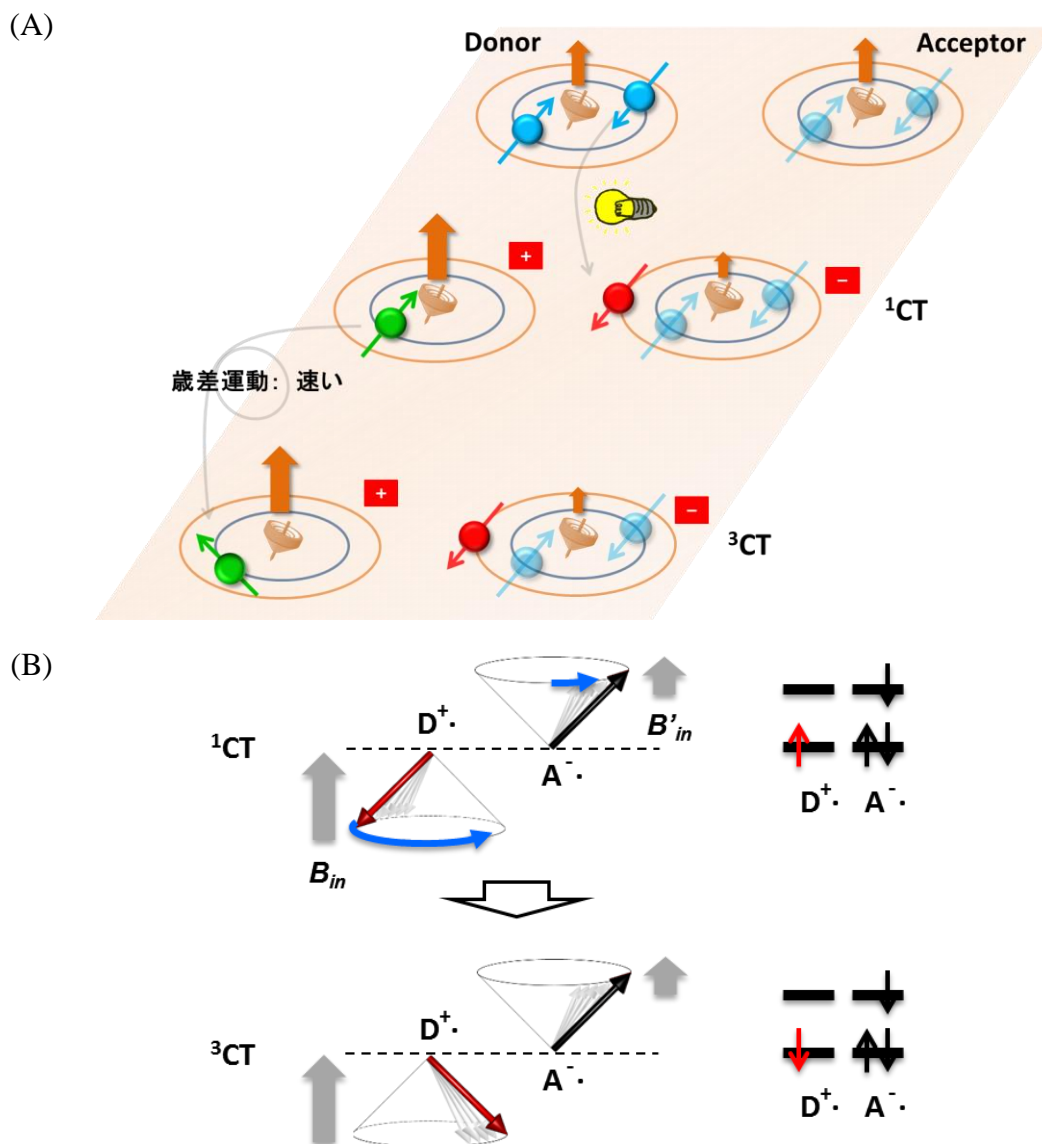 (A)
Donor
Acceptor
+
−
¹CT
歳差運動： 速い
+
−
³CT
(B)
D⁺·
B'in
¹CT
A⁻·
D⁺· A⁻·
Bin
D⁺·
³CT
A⁻·
D⁺· A⁻·